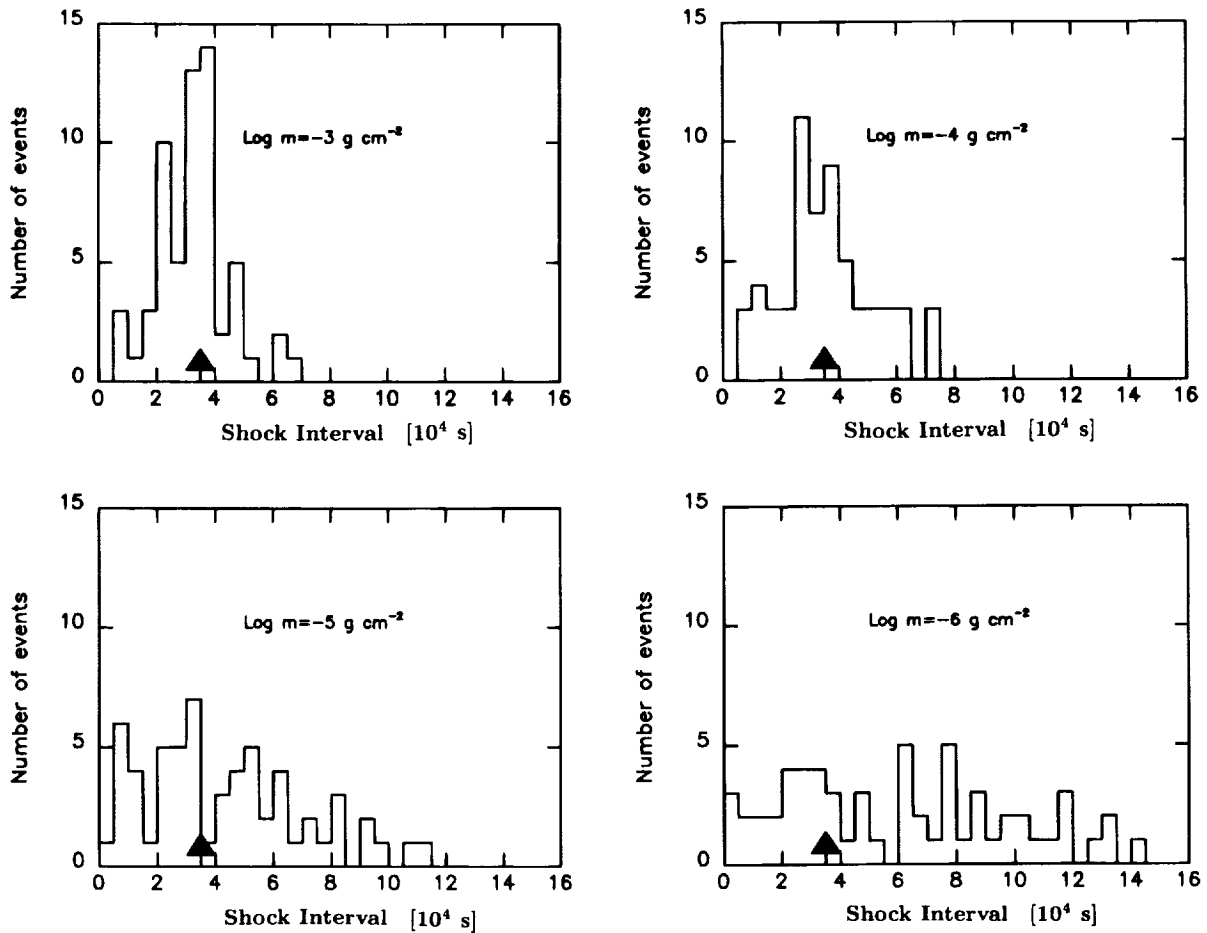 15
10
5
0
Number of events
Log m=−3 g cm⁻²
0 2 4 6 8 10 12 14 16
Shock Interval [10⁴ s]
15
10
5
0
Number of events
Log m=−4 g cm⁻²
0 2 4 6 8 10 12 14 16
Shock Interval [10⁴ s]
15
10
5
0
Number of events
Log m=−5 g cm⁻²
0 2 4 6 8 10 12 14 16
Shock Interval [10⁴ s]
15
10
5
0
Number of events
Log m=−6 g cm⁻²
0 2 4 6 8 10 12 14 16
Shock Interval [10⁴ s]